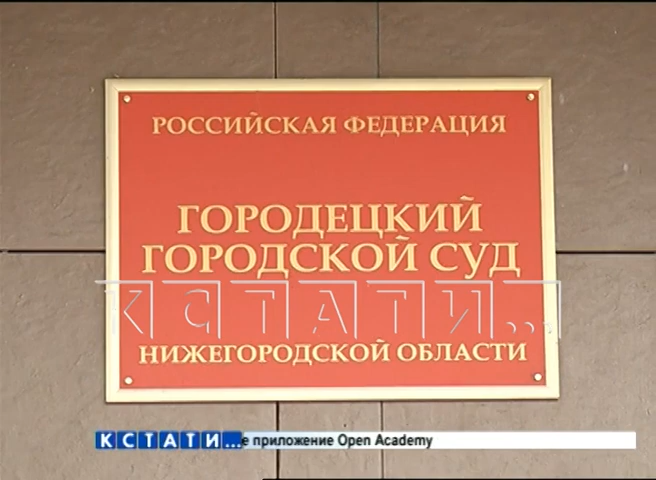 РОССИЙСКАЯ ФЕДЕРАЦИЯ
ГОРОДЕЦКИЙ
ГОРОДСКОЙ СУД
КСТАТИ...
НИЖЕГОРОДСКОЙ ОБЛАСТИ
КСТАТИ... е приложение Open Academy